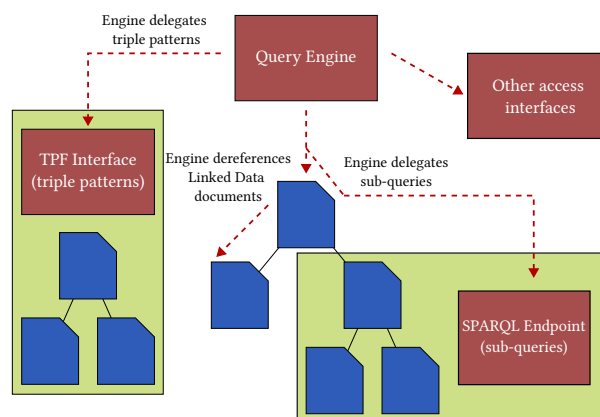 Engine delegates
triple patterns
Query Engine
Other access
interfaces
TPF Interface
(triple patterns)
Engine dereferences
Linked Data
documents
Engine delegates
sub-queries
SPARQL Endpoint
(sub-queries)